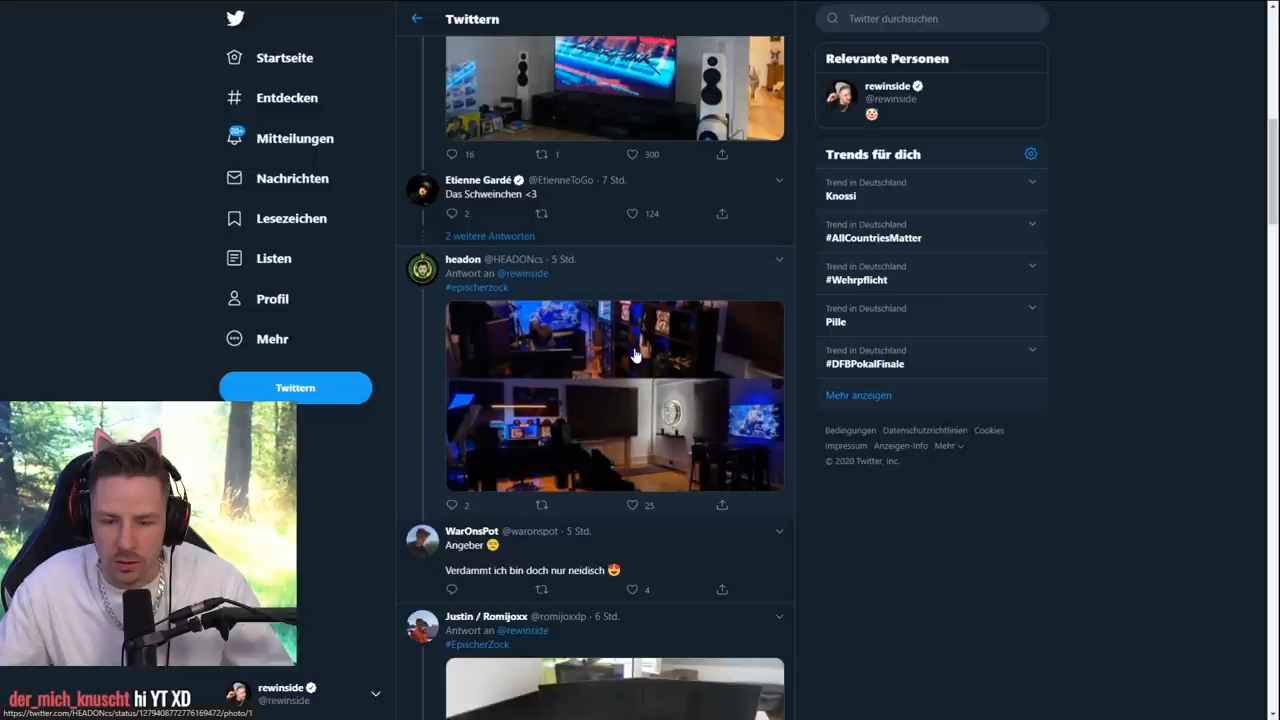 Startseite
Entdecken
20+
Mitteilungen
Nachrichten
Lesezeichen
Listen
Profil
Mehr
Twittern
der_mich_knuscht hi YT XD
rewinside
@rewinside
https://twitter.com/HEADONcs/status/1279408772776169472/photo/1
Twittern
16
1
300
Etienne Gardé @EtienneToGo · 7 Std.
Das Schweinchen <3
2
124
2 weitere Antworten
headon @HEADONcs · 5 Std.
Antwort an @rewinside
#epischerzock
2
25
WarOnsPot @waronspot · 5 Std.
Angeber 😒
Verdammt ich bin doch nur neidisch 😍
4
Justin / Romijoxx @romijoxxlp · 6 Std.
Antwort an @rewinside
#EpischerZock
Twitter durchsuchen
Relevante Personen
rewinside
@rewinside
🤡
Trends für dich
Trend in Deutschland
Knossi
Trend in Deutschland
#AllCountriesMatter
Trend in Deutschland
#Wehrpflicht
Trend in Deutschland
Pille
Trend in Deutschland
#DFBPokalFinale
Mehr anzeigen
Bedingungen Datenschutzrichtlinien Cookies
Impressum Anzeigen-Info Mehr
© 2020 Twitter, Inc.